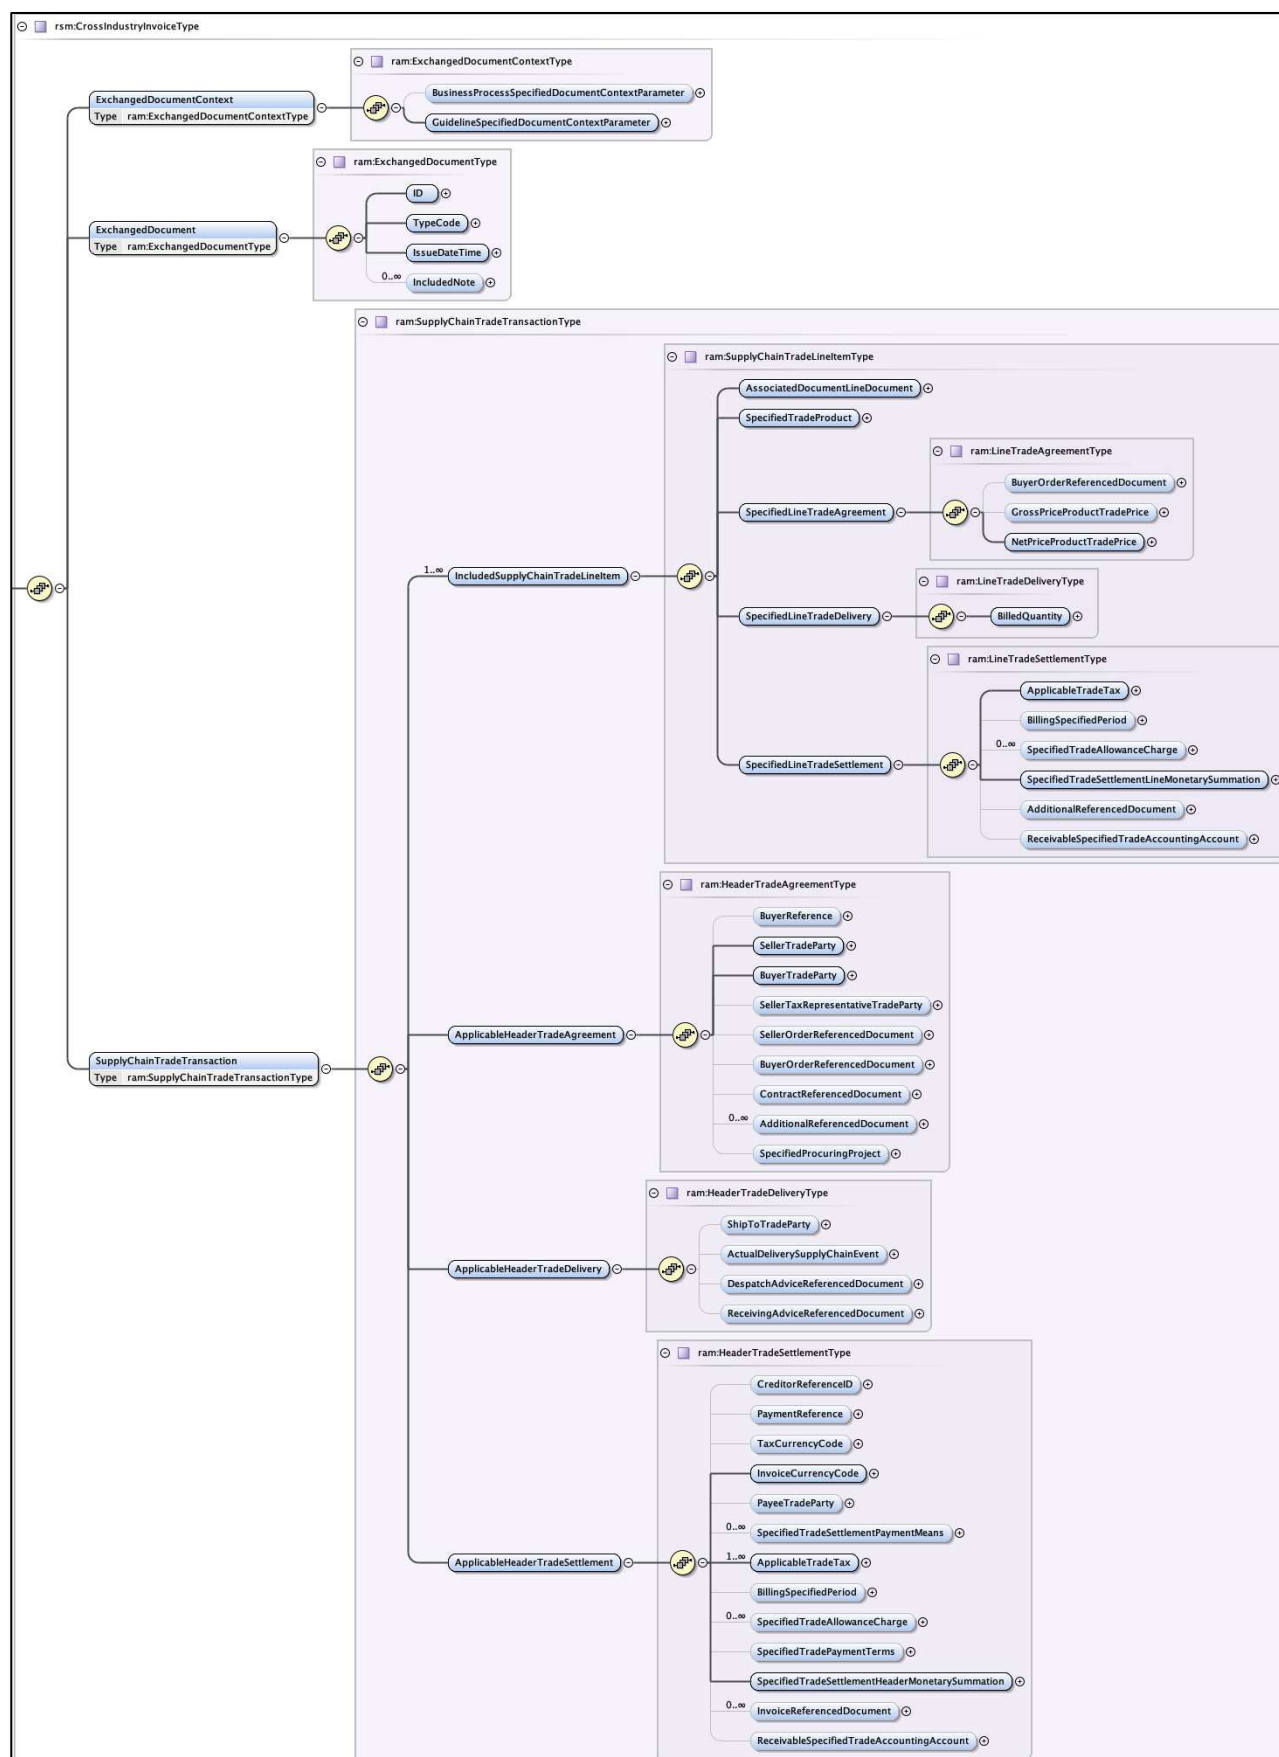 rsm:CrossIndustryInvoiceType
ram:ExchangedDocumentContextType
BusinessProcessSpecifiedDocumentContextParameter
ExchangedDocumentContext
Type ram:ExchangedDocumentContextType
GuidelineSpecifiedDocumentContextParameter
ram:ExchangedDocumentType
ID
TypeCode
ExchangedDocument
Type ram:ExchangedDocumentType
IssueDateTime
0..∞
IncludedNote
ram:SupplyChainTradeTransactionType
ram:SupplyChainTradeLineItemType
AssociatedDocumentLineDocument
SpecifiedTradeProduct
ram:LineTradeAgreementType
BuyerOrderReferencedDocument
SpecifiedLineTradeAgreement
GrossPriceProductTradePrice
NetPriceProductTradePrice
1..∞
IncludedSupplyChainTradeLineItem
ram:LineTradeDeliveryType
SpecifiedLineTradeDelivery
BilledQuantity
ram:LineTradeSettlementType
ApplicableTradeTax
BillingSpecifiedPeriod
0..∞
SpecifiedTradeAllowanceCharge
SpecifiedLineTradeSettlement
SpecifiedTradeSettlementLineMonetarySummation
AdditionalReferencedDocument
ReceivableSpecifiedTradeAccountingAccount
ram:HeaderTradeAgreementType
BuyerReference
SellerTradeParty
BuyerTradeParty
SellerTaxRepresentativeTradeParty
ApplicableHeaderTradeAgreement
SellerOrderReferencedDocument
SupplyChainTradeTransaction
Type ram:SupplyChainTradeTransactionType
BuyerOrderReferencedDocument
ContractReferencedDocument
0..∞
AdditionalReferencedDocument
SpecifiedProcuringProject
ram:HeaderTradeDeliveryType
ShipToTradeParty
ActualDeliverySupplyChainEvent
ApplicableHeaderTradeDelivery
DespatchAdviceReferencedDocument
ReceivingAdviceReferencedDocument
ram:HeaderTradeSettlementType
CreditorReferenceID
PaymentReference
TaxCurrencyCode
InvoiceCurrencyCode
PayeeTradeParty
0..∞
SpecifiedTradeSettlementPaymentMeans
ApplicableHeaderTradeSettlement
1..∞
ApplicableTradeTax
BillingSpecifiedPeriod
0..∞
SpecifiedTradeAllowanceCharge
SpecifiedTradePaymentTerms
SpecifiedTradeSettlementHeaderMonetarySummation
0..∞
InvoiceReferencedDocument
ReceivableSpecifiedTradeAccountingAccount